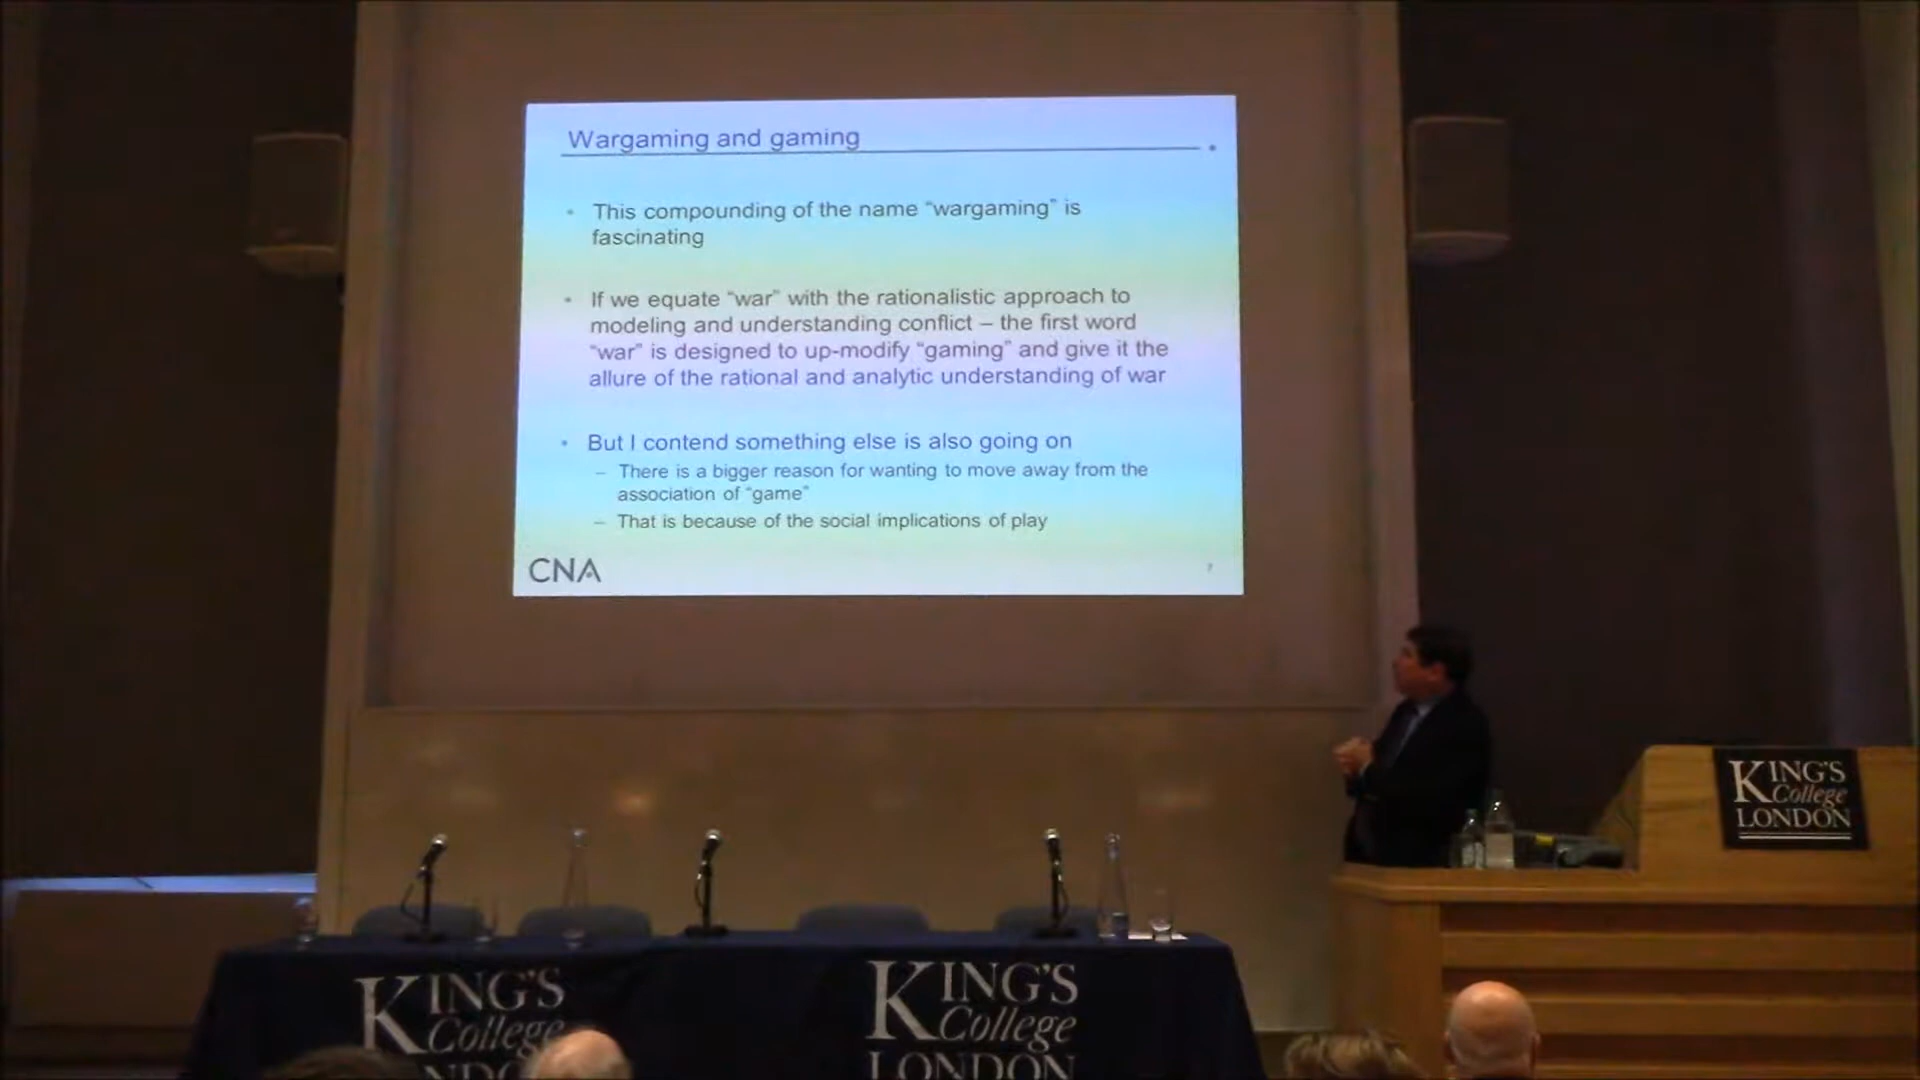 Wargaming and gaming
• This compounding of the name “wargaming” is
fascinating
• If we equate “war” with the rationalistic approach to
modeling and understanding conflict – the first word
“war” is designed to up-modify “gaming” and give it the
allure of the rational and analytic understanding of war
• But I contend something else is also going on
– There is a bigger reason for wanting to move away from the
association of “game”
– That is because of the social implications of play
CNA
7
KING'S
College
LONDON
KING'S
College
KING'S
College
LONDON